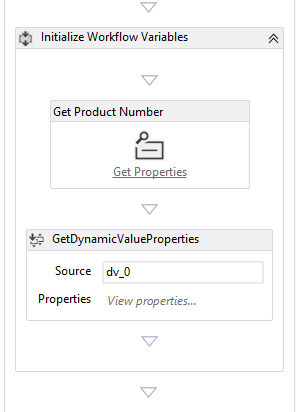 Initialize Workflow Variables
Get Product Number
Get Properties
GetDynamicValueProperties
Source dv_0
Properties View properties...